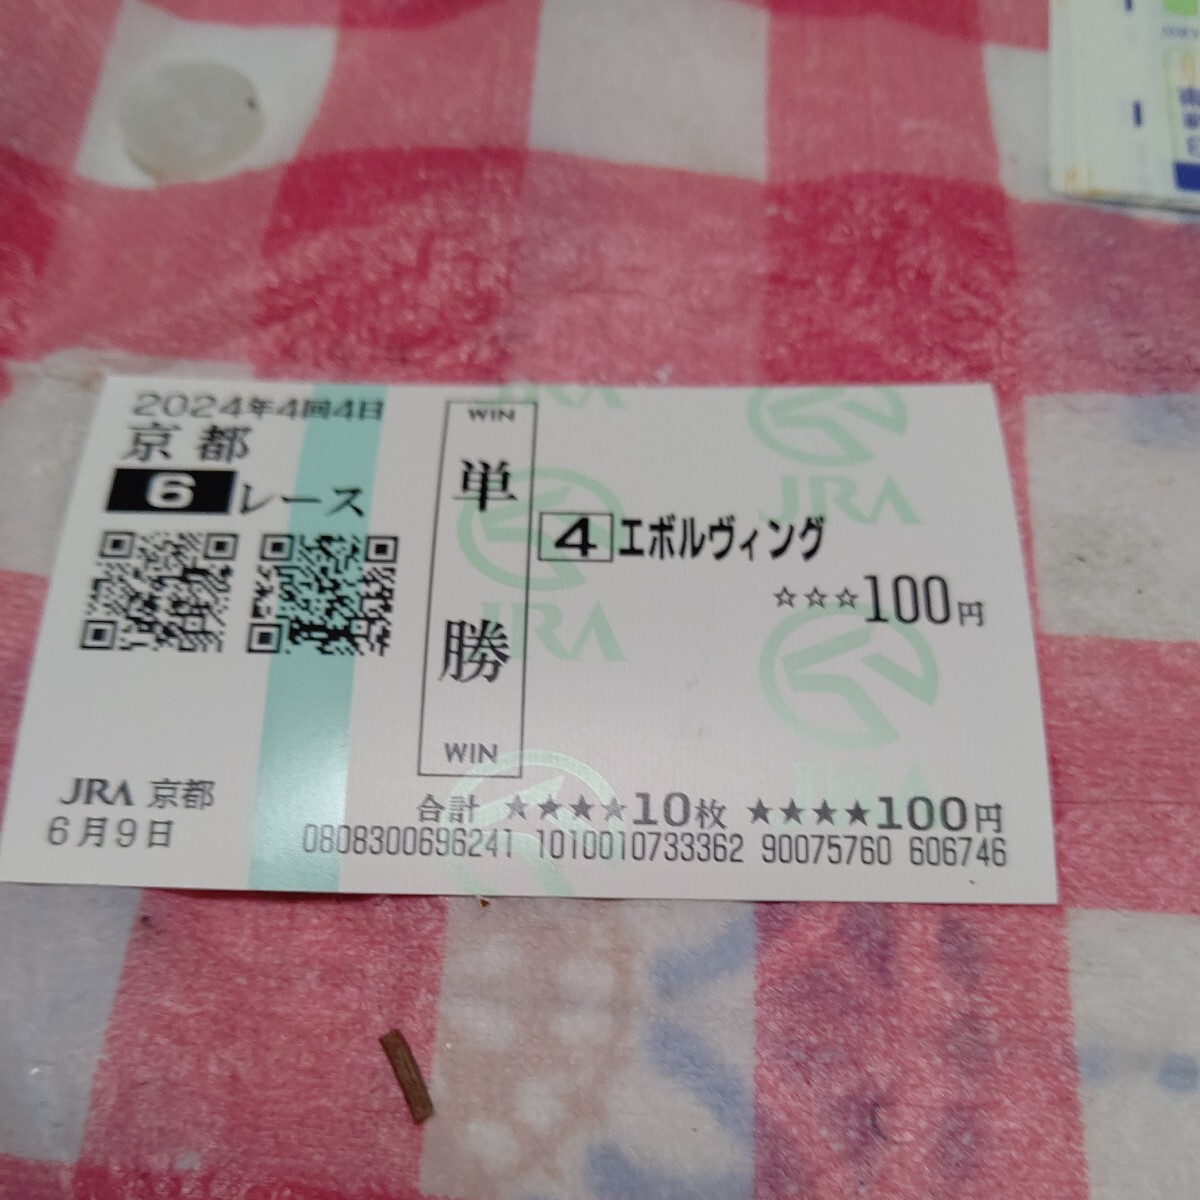 2024年4回4日
京都
6 レース
WIN
単勝
WIN
4 エボルヴィング
☆☆☆100円
JRA 京都
6月9日
合計 ★★★★10枚 ★★★★100円
0808300696241 1010010733362 90075760 606746
JRA
JRA
JRA
JRA